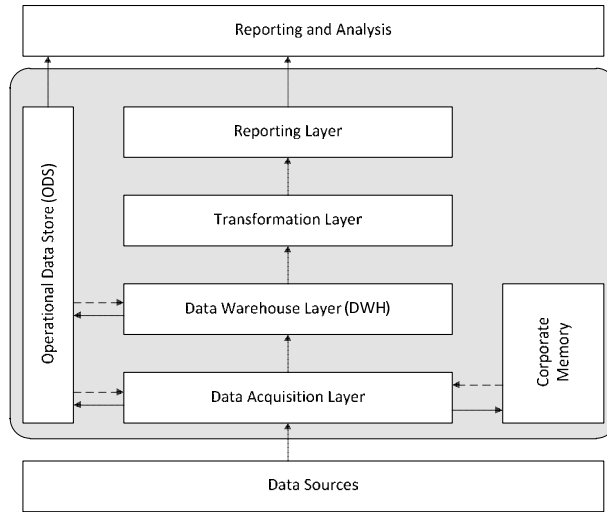 Reporting and Analysis
Reporting Layer
Operational Data Store (ODS)
Transformation Layer
Data Warehouse Layer (DWH)
Corporate
Memory
Data Acquisition Layer
Data Sources